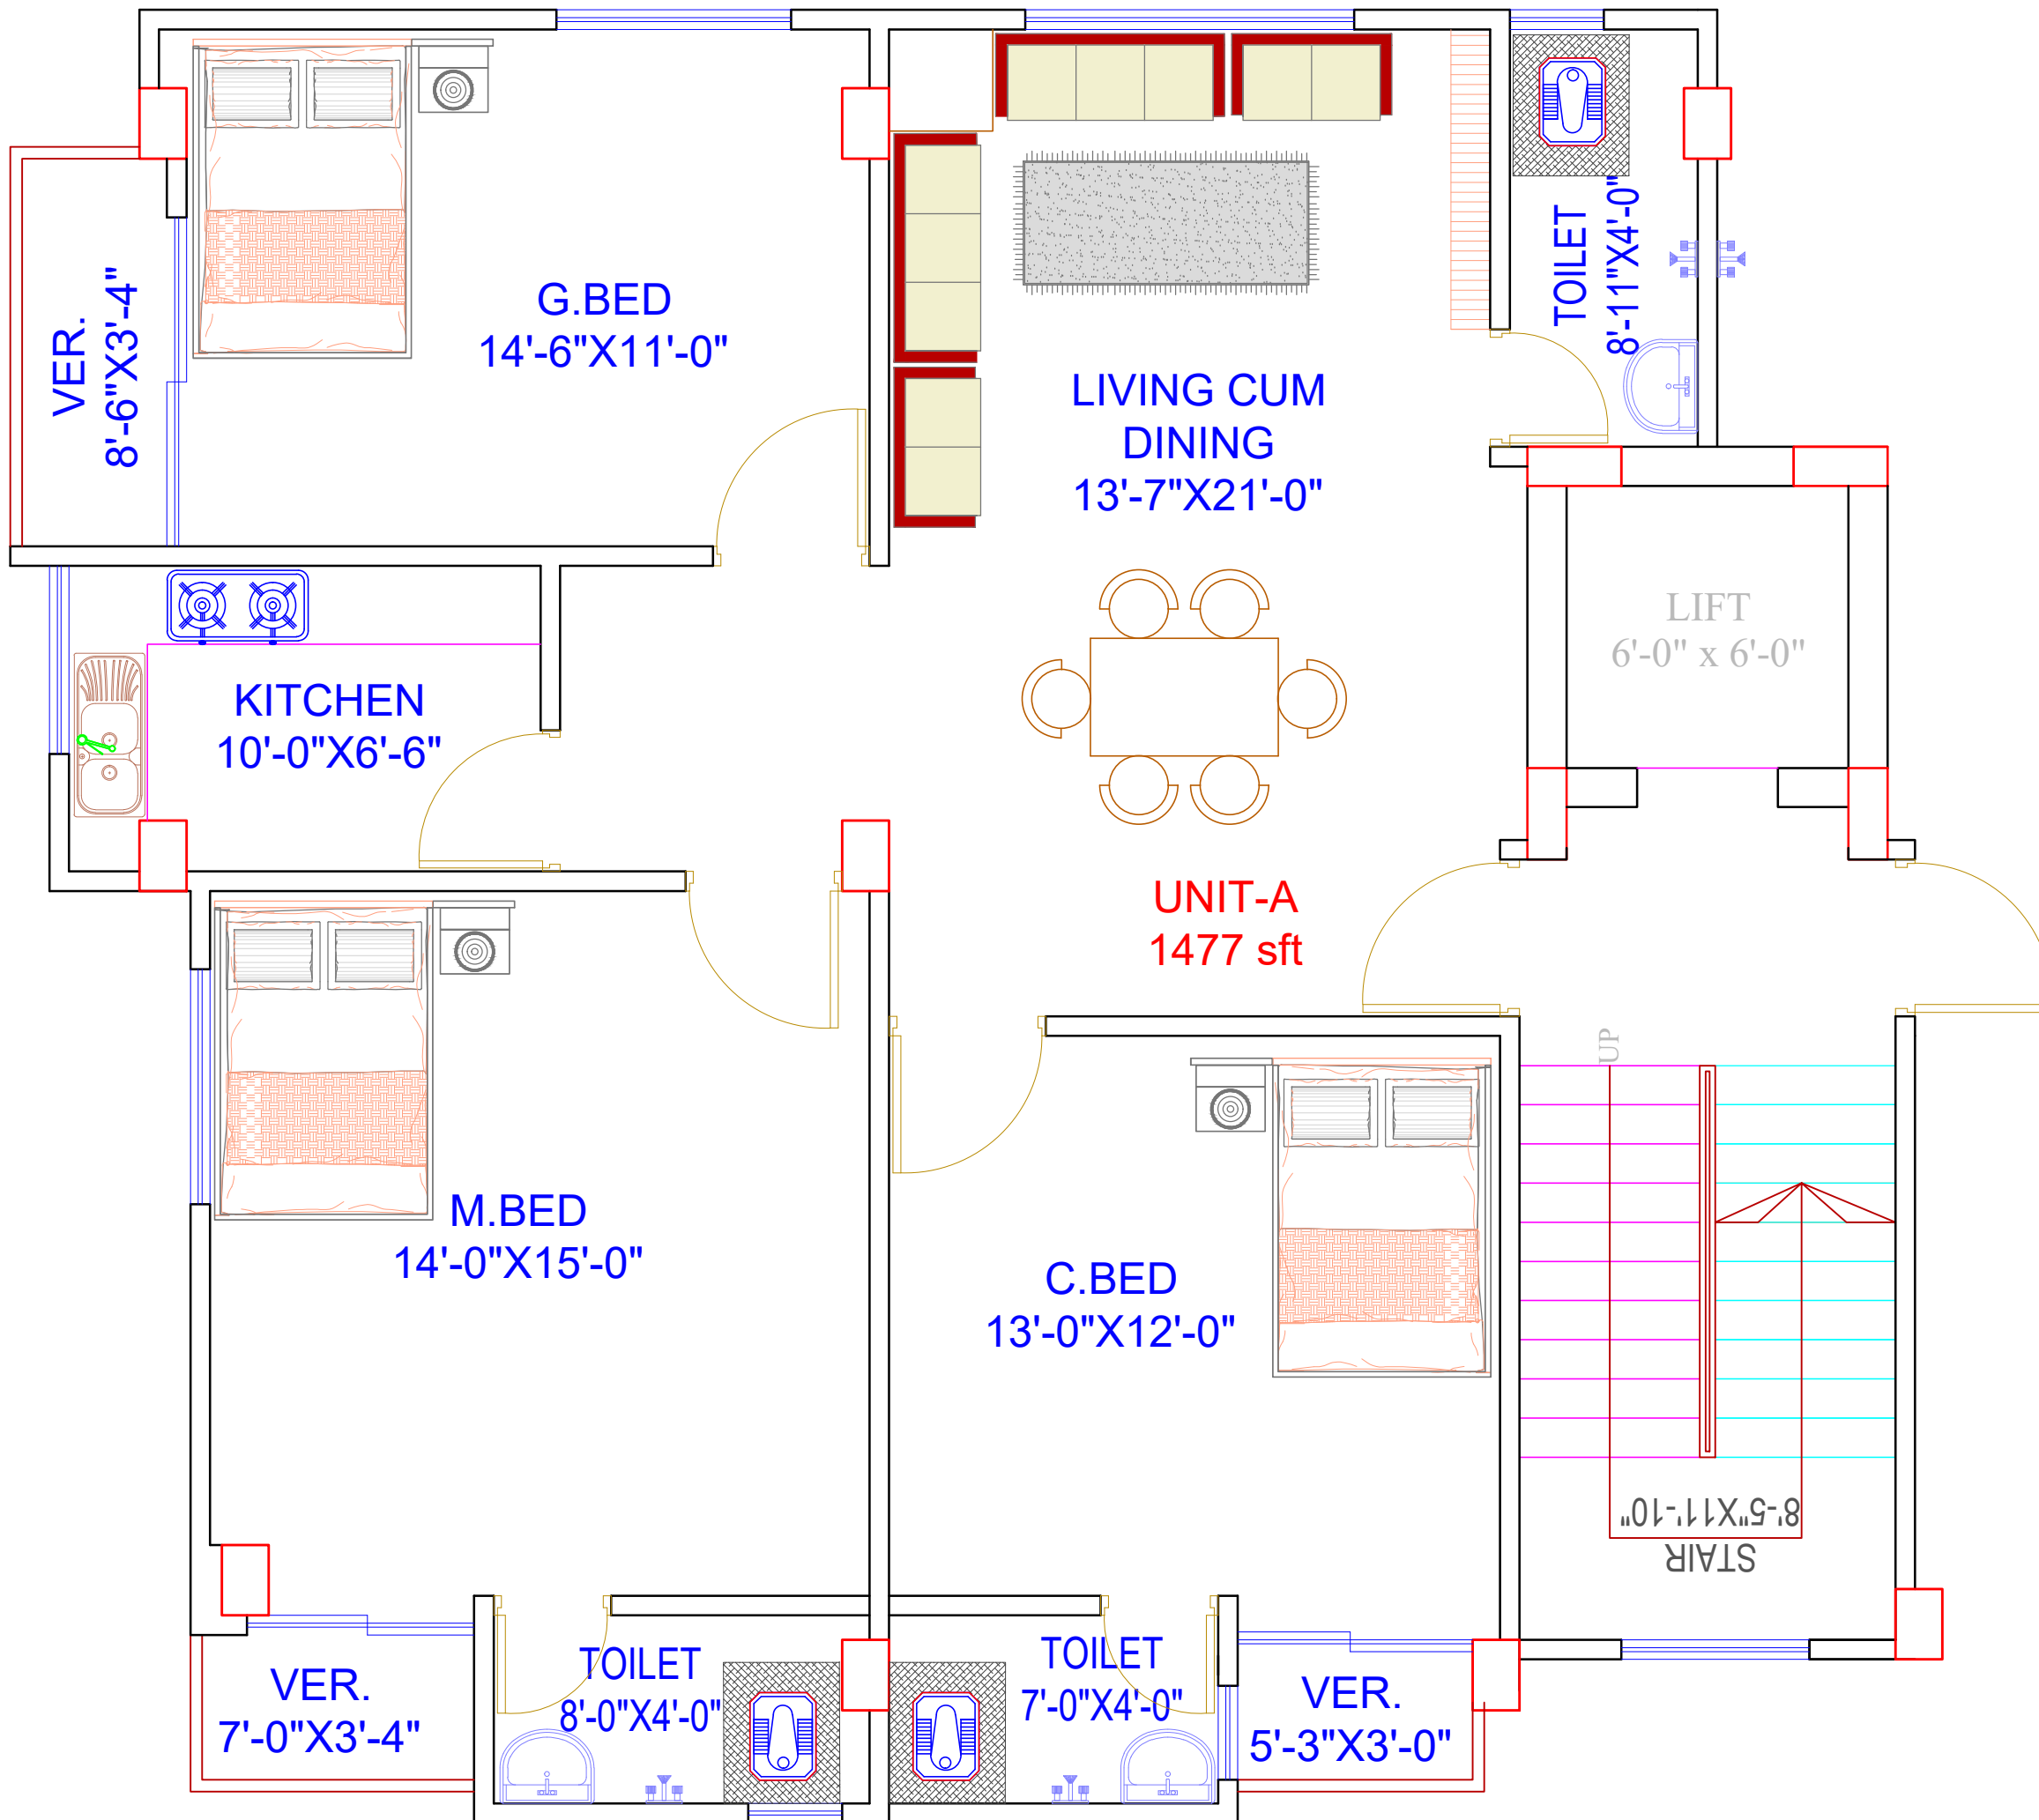 G.BED
14'-6"X11'-0"
VER.
8'-6"X3'-4"
LIVING CUM
DINING
13'-7"X21'-0"
TOILET
8'-11"X4'-0"
LIFT
6'-0" x 6'-0"
KITCHEN
10'-0"X6'-6"
UNIT-A
1477 sft
UP
M.BED
14'-0"X15'-0"
C.BED
13'-0"X12'-0"
STAIR
8'-5"X11'-10"
VER.
7'-0"X3'-4"
TOILET
8'-0"X4'-0"
TOILET
7'-0"X4'-0"
VER.
5'-3"X3'-0"